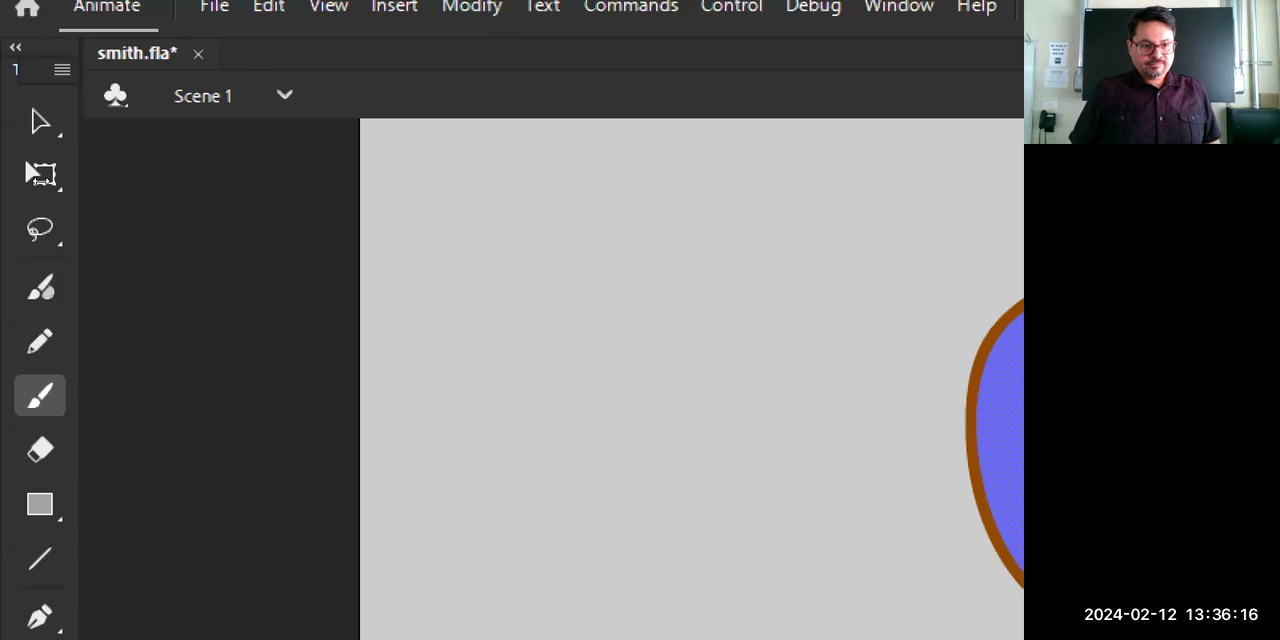 Animate File Edit View Insert Modify Text Commands Control Debug Window Help
smith.fla*
Scene 1
2024-02-12 13:36:16